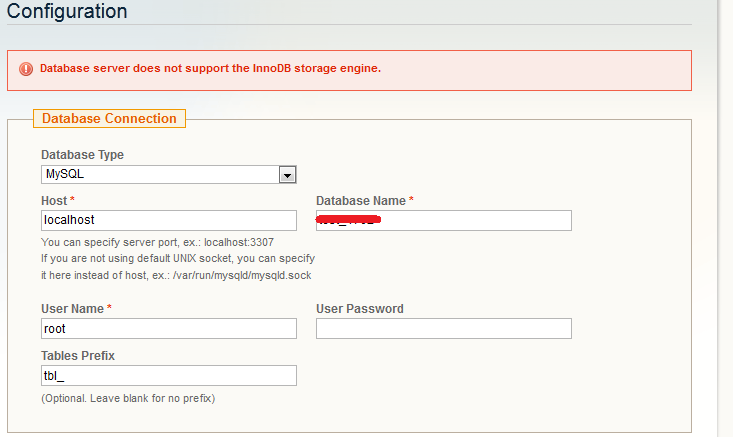 Configuration
Database server does not support the InnoDB storage engine.
Database Connection
Database Type
MySQL
Host * Database Name *
localhost
You can specify server port, ex.: localhost:3307
If you are not using default UNIX socket, you can specify
it here instead of host, ex.: /var/run/mysqld/mysqld.sock
User Name * User Password
root
Tables Prefix
tbl_
(Optional. Leave blank for no prefix)